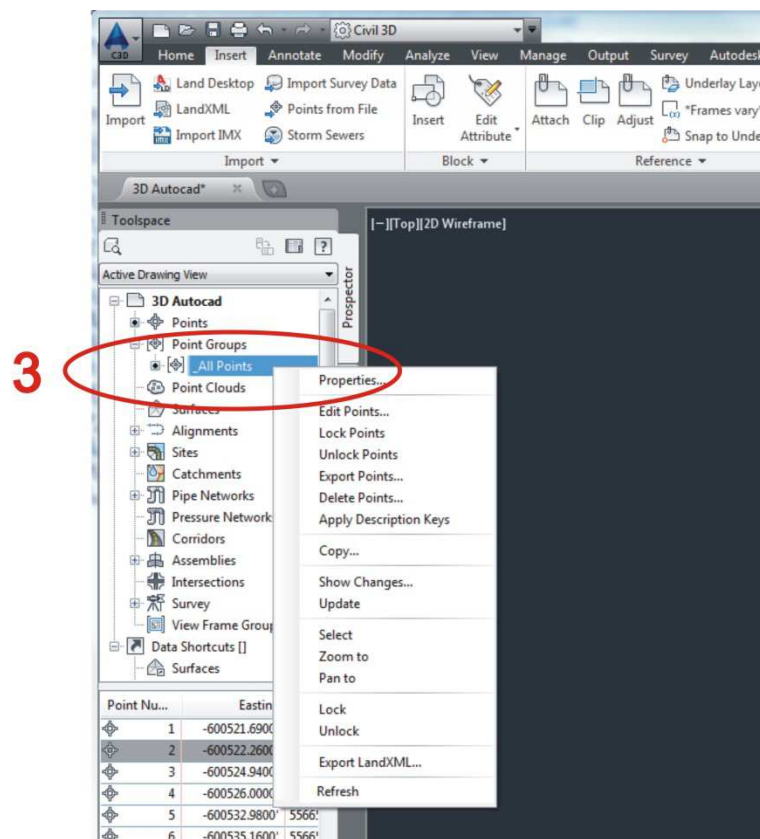 Civil 3D
C3D
Home Insert Annotate Modify Analyze View Manage Output Survey Autodesk
Import
Land Desktop
LandXML
Import IMX
Import Survey Data
Points from File
Storm Sewers
Insert
Edit
Attribute
Attach
Clip
Adjust
Underlay Laye
*Frames vary*
Snap to Unde
Import
Block
Reference
3D Autocad*
Toolspace
[−][Top][2D Wireframe]
?
Active Drawing View
Prospector
3D Autocad
Points
Point Groups
3
_All Points
Properties...
Point Clouds
Surfaces
Edit Points...
Alignments
Lock Points
Sites
Unlock Points
Catchments
Export Points...
Pipe Networks
Delete Points...
Pressure Network
Apply Description Keys
Corridors
Copy...
Assemblies
Intersections
Show Changes...
Survey
Update
View Frame Group
Select
Data Shortcuts []
Zoom to
Surfaces
Pan to
Point Nu... Eastin
Lock
1 -600521.6900
Unlock
2 -600522.2600
Export LandXML...
3 -600524.9400
4 -600526.0000
Refresh
5 -600532.9800' 5566
6 -600535.1600' 5566